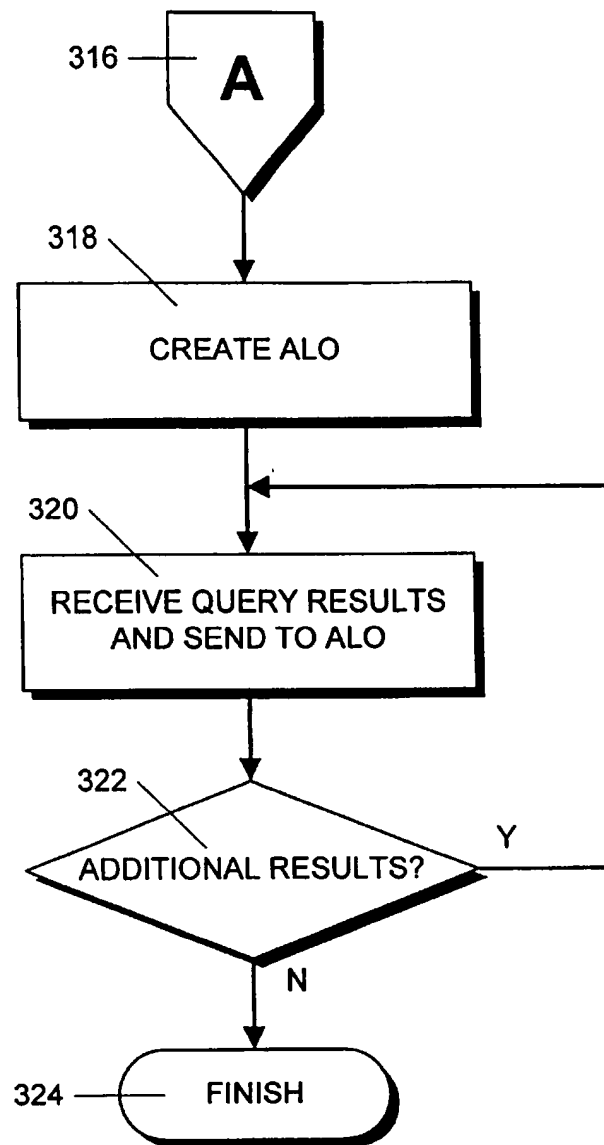 316
A
318
CREATE ALO
320
RECEIVE QUERY RESULTS
AND SEND TO ALO
322
ADDITIONAL RESULTS?
Y
N
324
FINISH